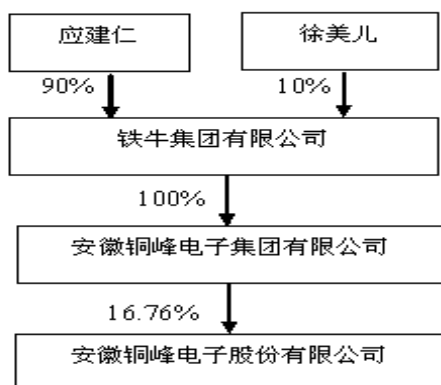 应建仁
徐美儿
90%
10%
铁牛集团有限公司
100%
安徽铜峰电子集团有限公司
16.76%
安徽铜峰电子股份有限公司